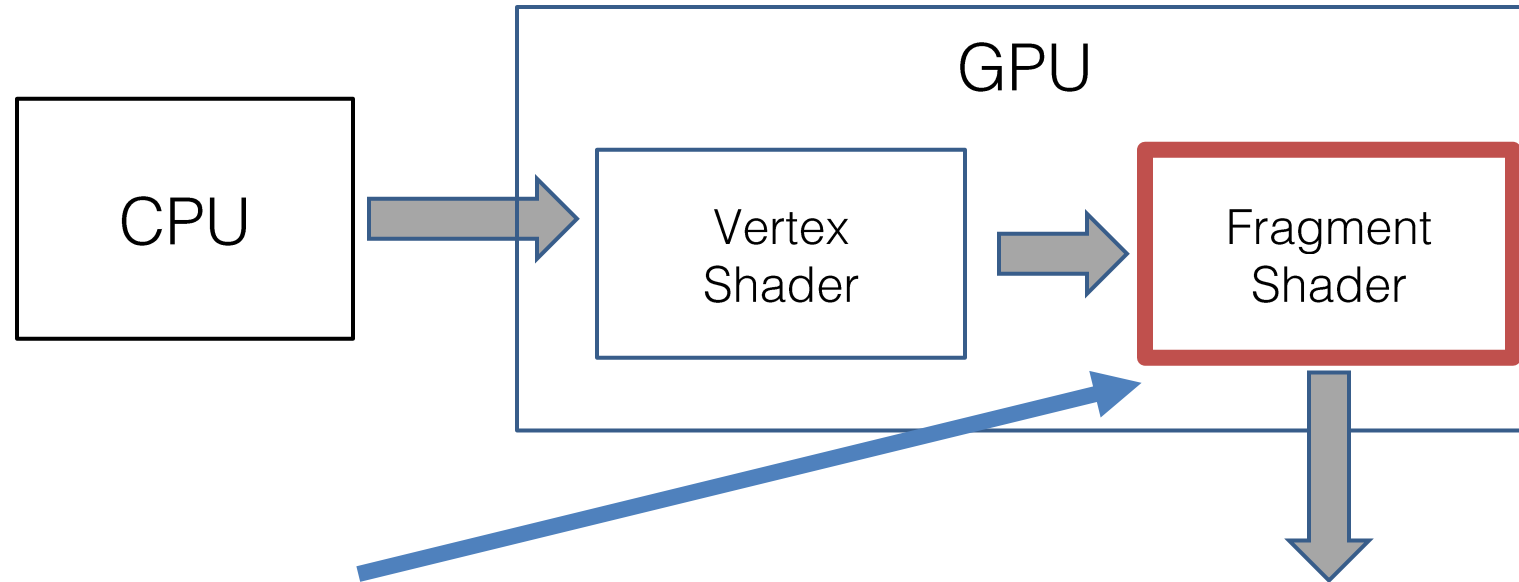 GPU
CPU
Vertex
Shader
Fragment
Shader